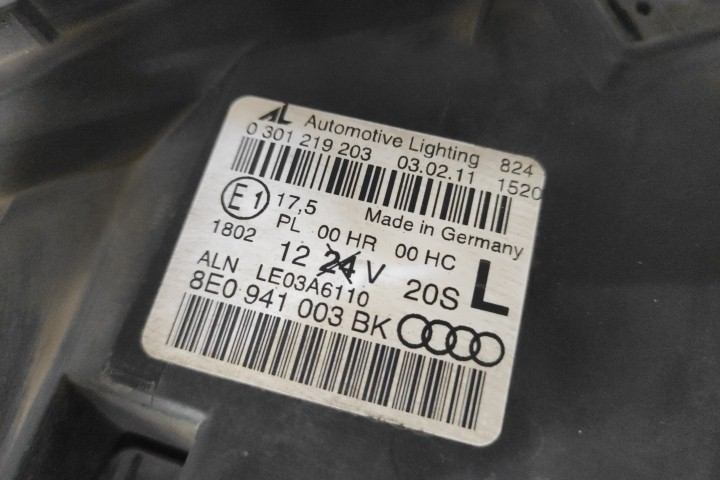 AL Automotive Lighting 824
0 301 219 203 03.02.11 1520
E1 17,5 Made in Germany
1802 PL 00 HR 00 HC
12 24 V 20S L
ALN LE03A6110
8E0 941 003 BK